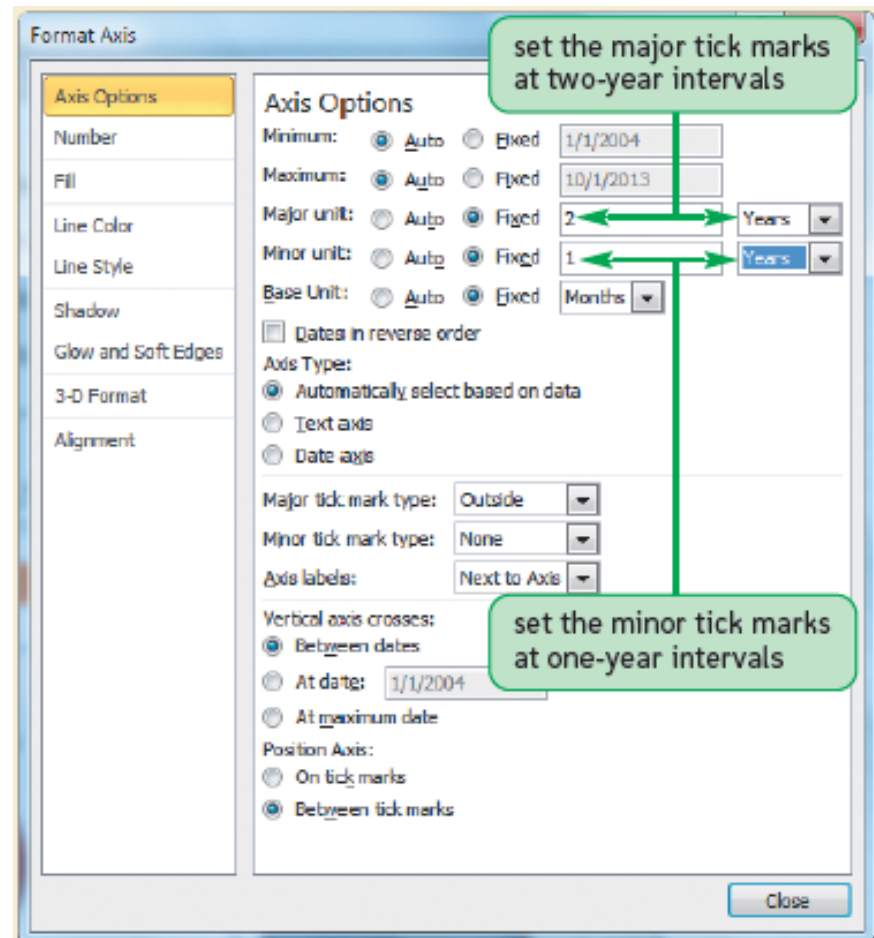 Format Axis
set the major tick marks
at two-year intervals
Axis Options
Number
Fill
Line Color
Line Style
Shadow
Glow and Soft Edges
3-D Format
Alignment
Axis Options
Minimum: Auto Fixed 1/1/2004
Maximum: Auto Fixed 10/1/2013
Major unit: Auto Fixed 2 Years
Minor unit: Auto Fixed 1 Years
Base Unit: Auto Fixed Months
Dates in reverse order
Axis Type:
Automatically select based on data
Text axis
Date axis
Major tick mark type: Outside
Minor tick mark type: None
Axis labels: Next to Axis
Vertical axis crosses:
Between dates
At date: 1/1/2004
At maximum date
set the minor tick marks
at one-year intervals
Position Axis:
On tick marks
Between tick marks
Close